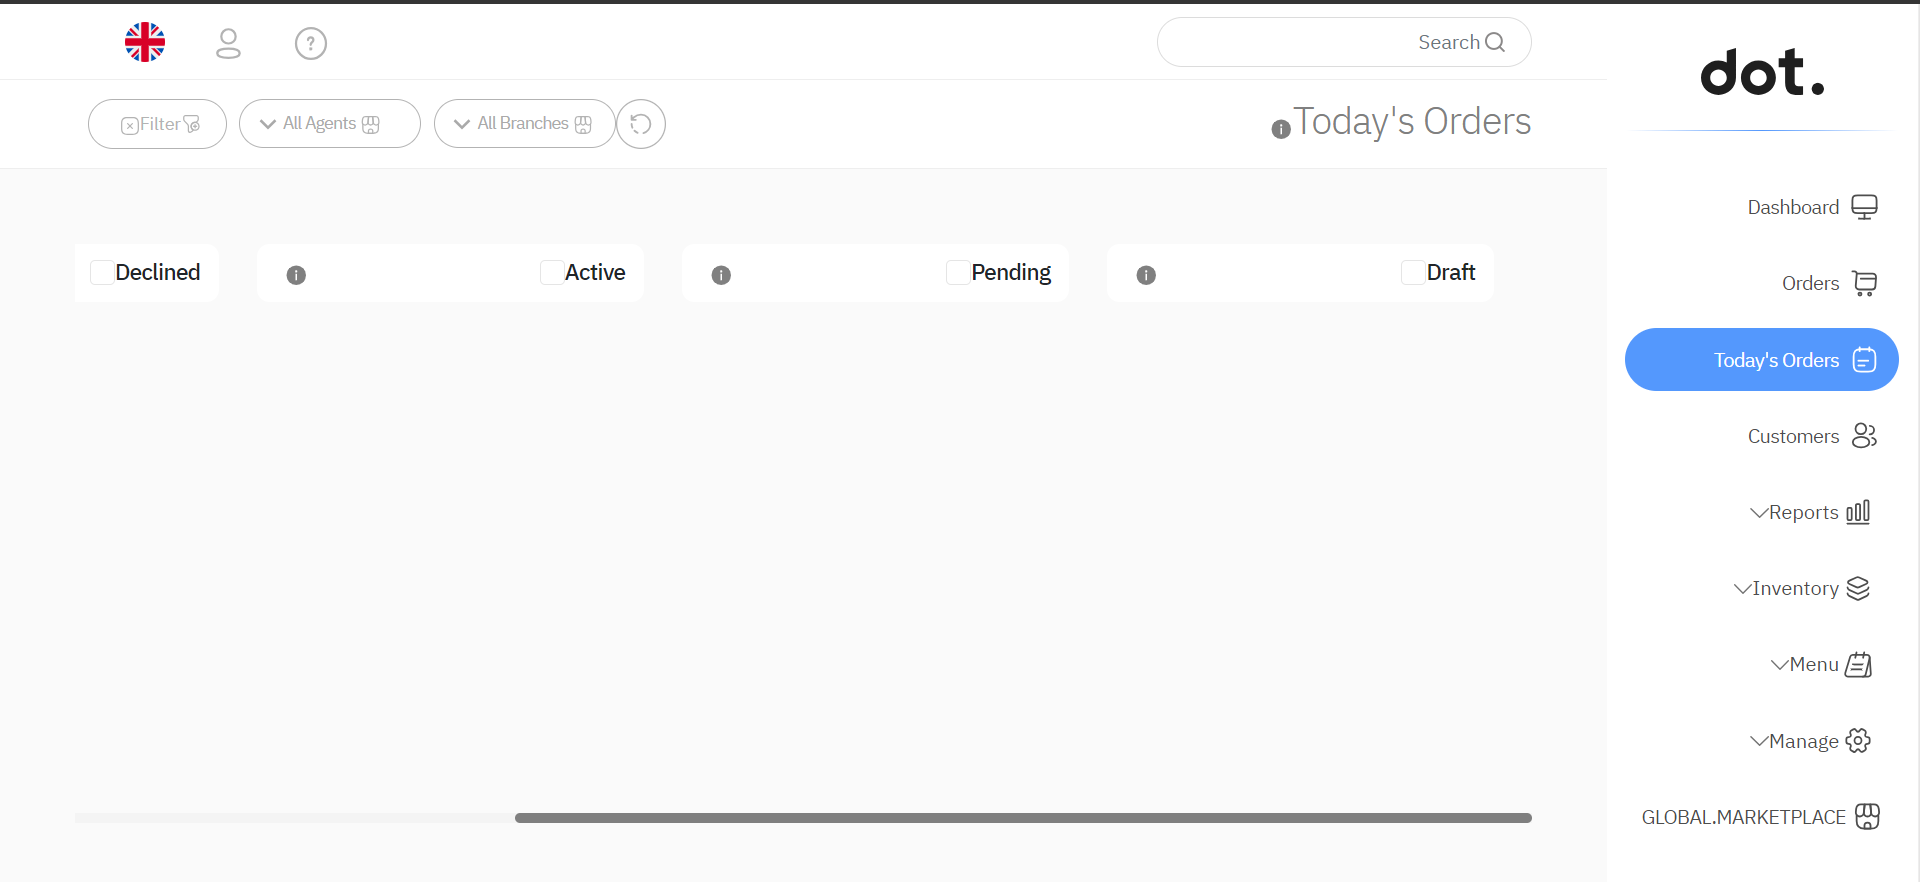 Search
dot.
Filter
All Agents
All Branches
Today's Orders
Declined
Active
Pending
Draft
Dashboard
Orders
Today's Orders
Customers
Reports
Inventory
Menu
Manage
GLOBAL.MARKETPLACE